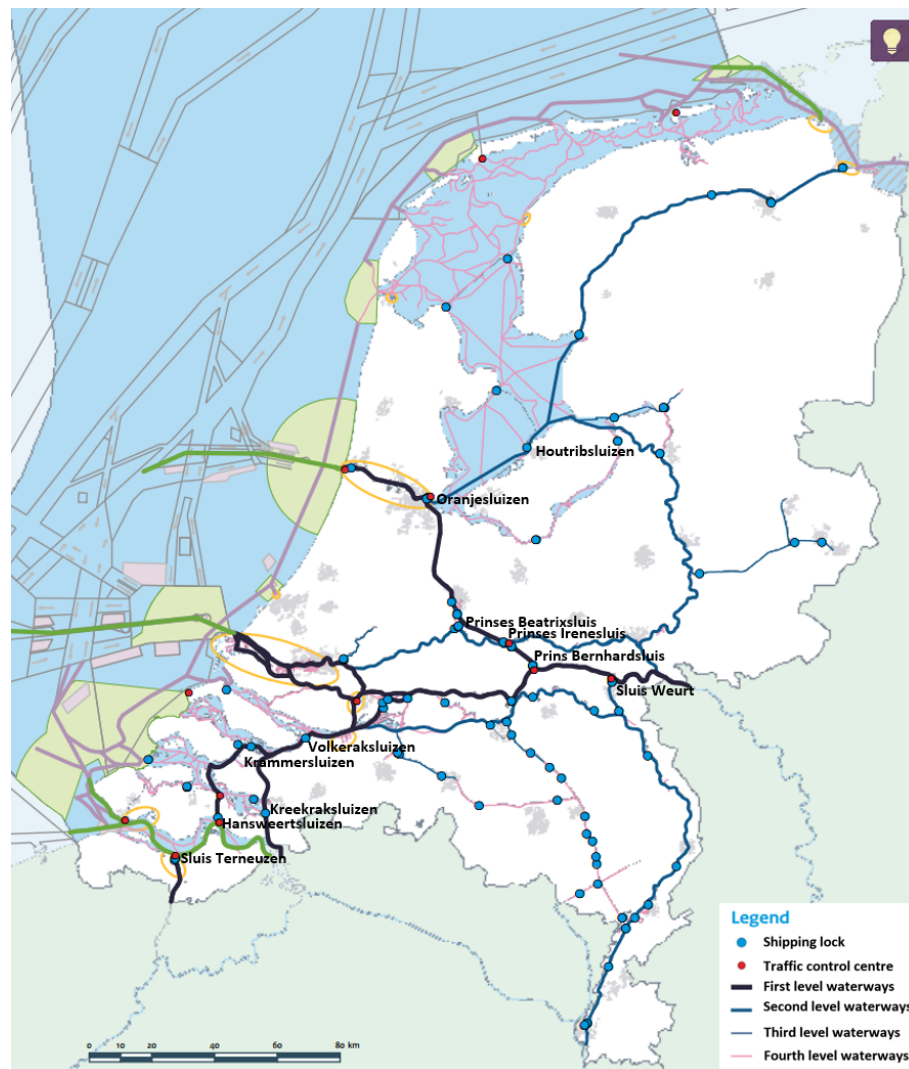 Houtribsluizen
Oranjesluizen
Prinses Beatrixsluis
Prinses Irenesluis
Prins Bernhardsluis
Sluis Weurt
Volkeraksluizen
Krammersluizen
Kreekraksluizen
Hansweertsluizen
Sluis Terneuzen
Legend
Shipping lock
Traffic control centre
First level waterways
Second level waterways
Third level waterways
Fourth level waterways
0 10 20 40 60 80 km